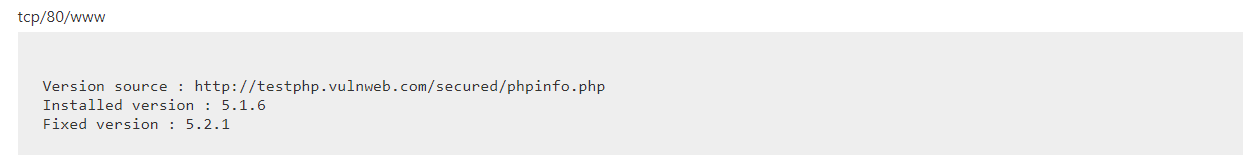 tcp/80/www
Version source : http://testphp.vulnweb.com/secured/phpinfo.php
Installed version : 5.1.6
Fixed version : 5.2.1